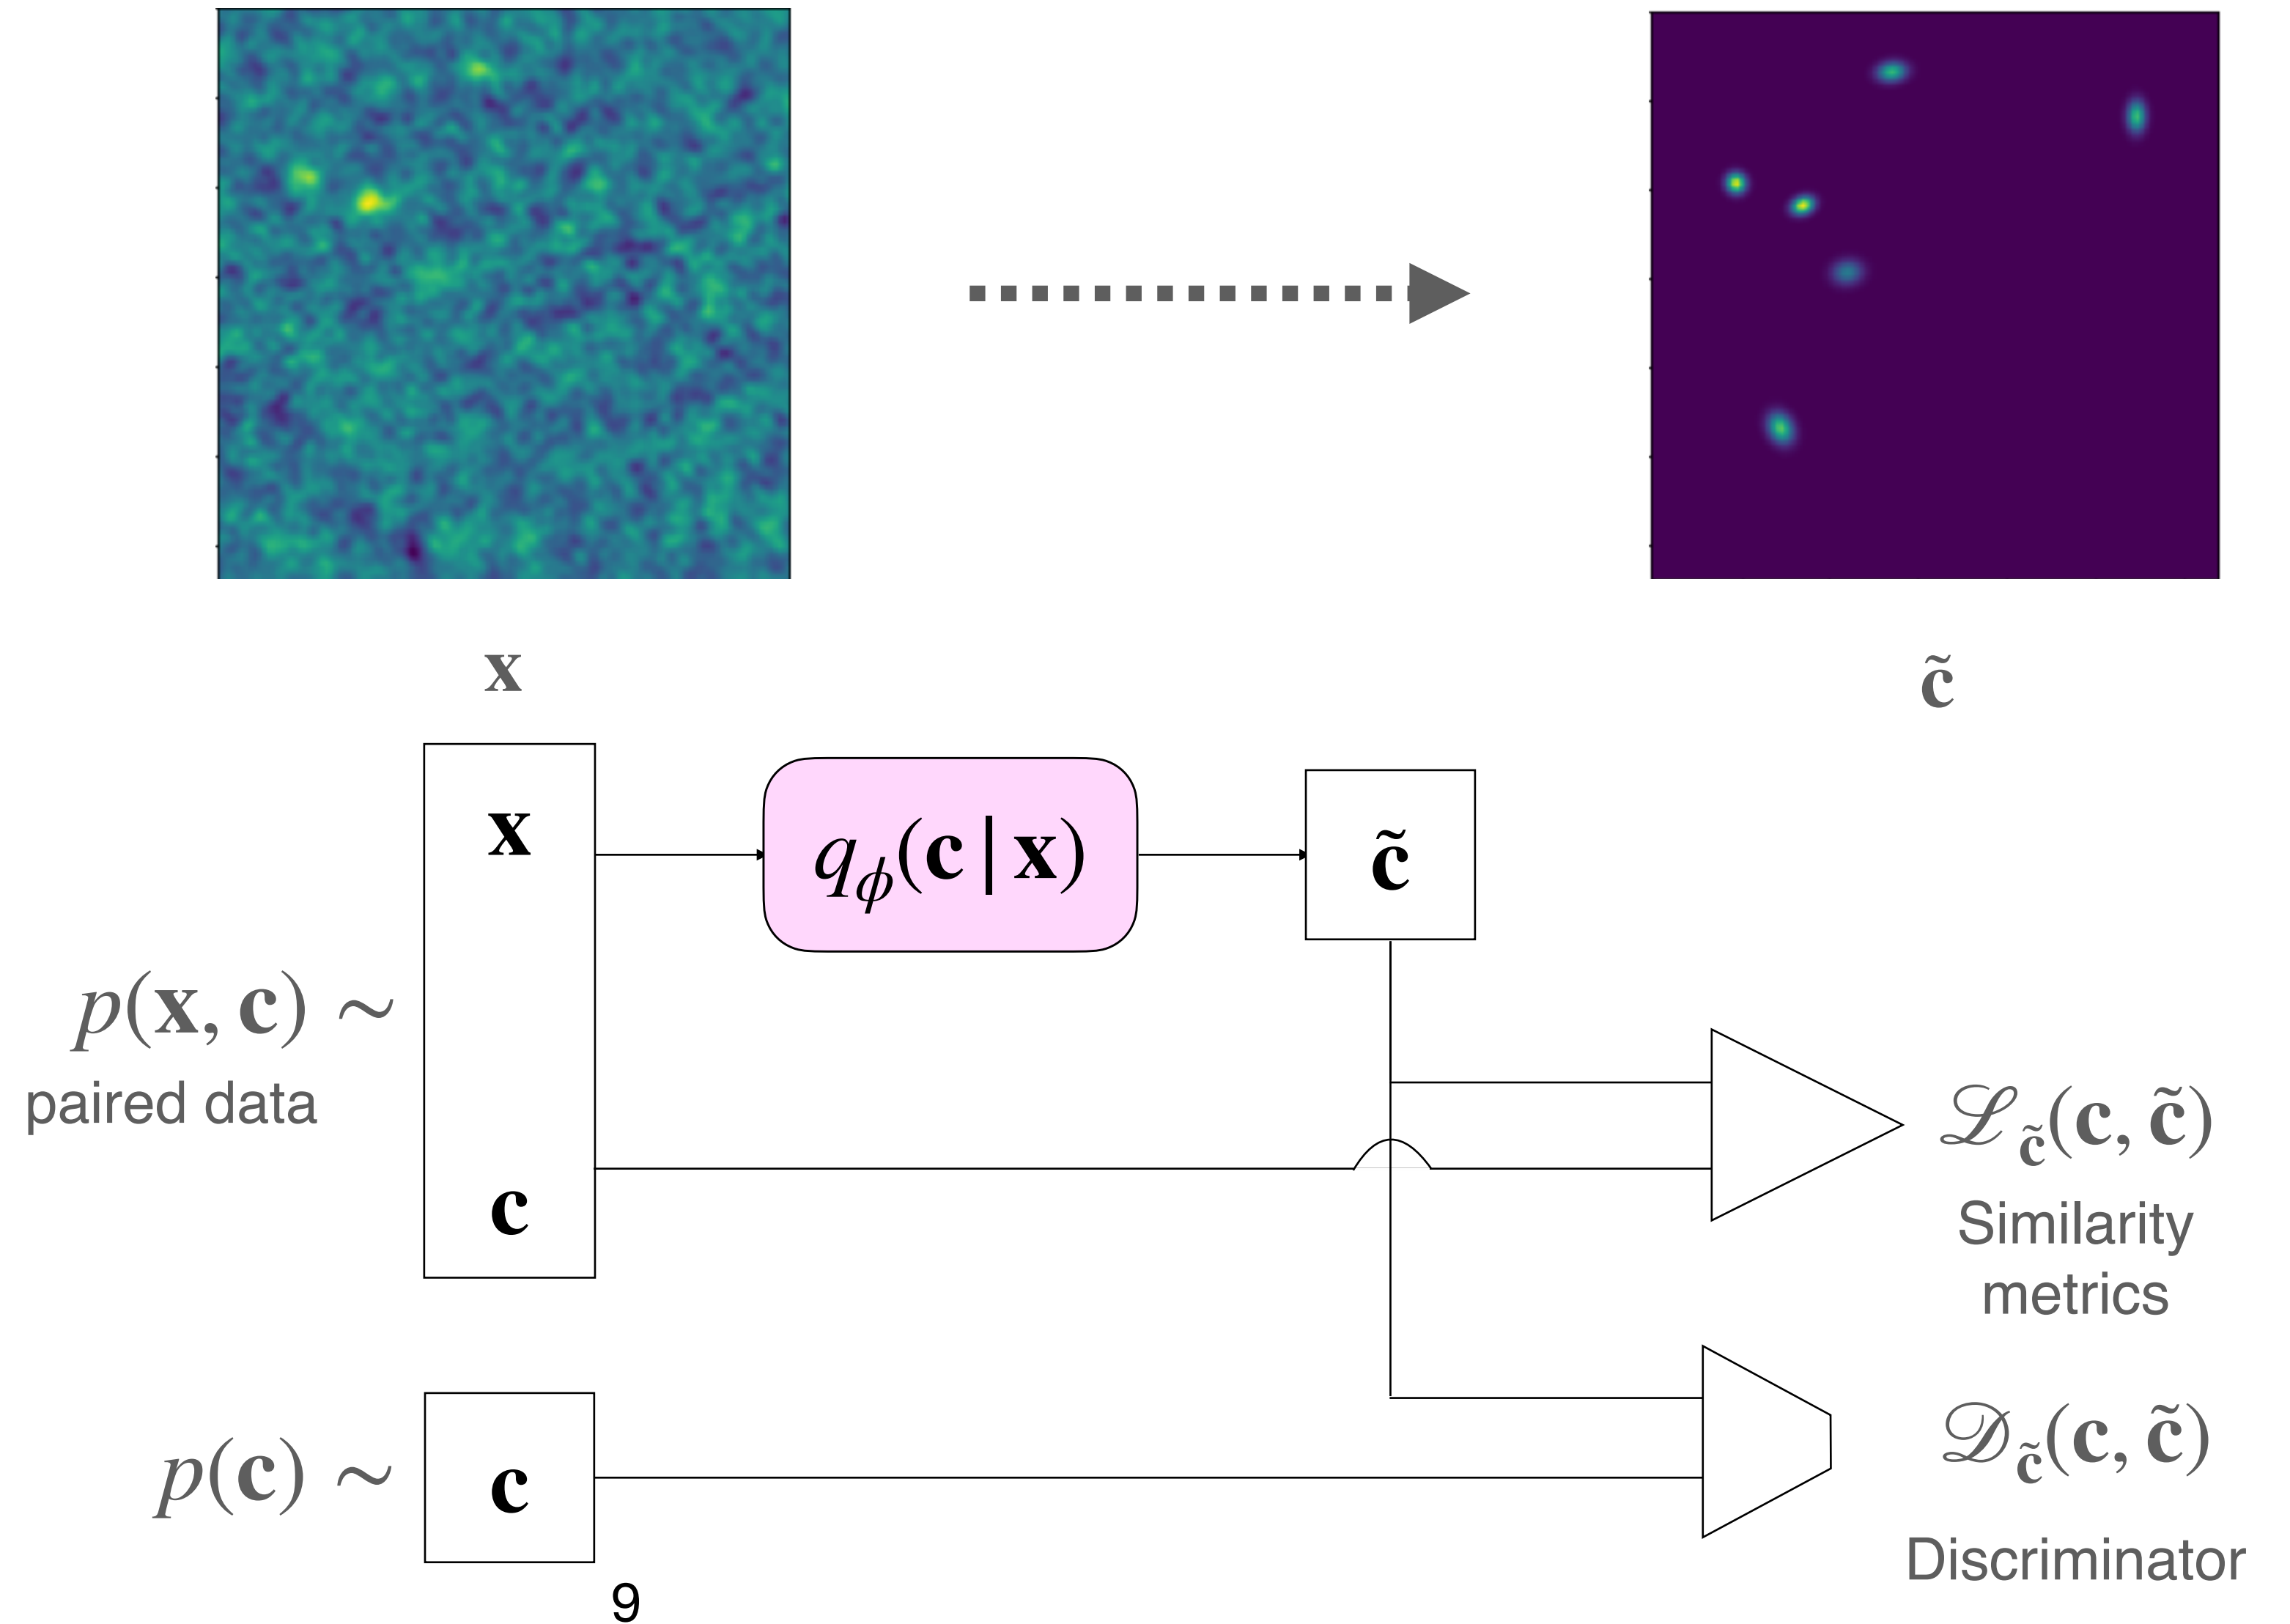 x
c̃
x
q_ϕ(c|x)
c̃
p(x, c) ∼
paired data
c
ℒ_c̃(c, c̃)
Similarity
metrics
p(c) ∼
c
𝒟_c̃(c, c̃)
Discriminator
9